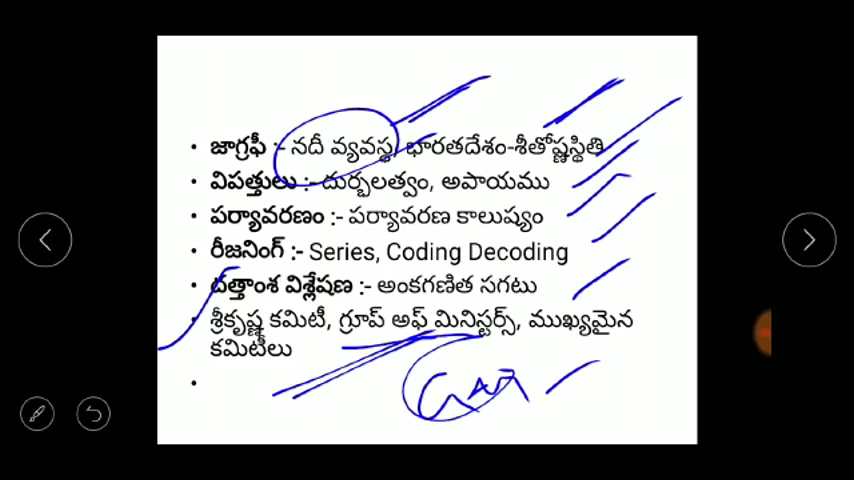 • జాగ్రఫీ :- నదీ వ్యవస్థ, భారతదేశం-శీతోష్ణస్థితి
• విపత్తులు :- దుర్బలత్వం, అపాయము
• పర్యావరణం :- పర్యావరణ కాలుష్యం
• రీజనింగ్ :- Series, Coding Decoding
• దత్తాంశ విశ్లేషణ :- అంకగణిత సగటు
• శ్రీకృష్ణ కమిటీ, గ్రూప్ అఫ్ మినిస్టర్స్, ముఖ్యమైన
కమిటీలు
•